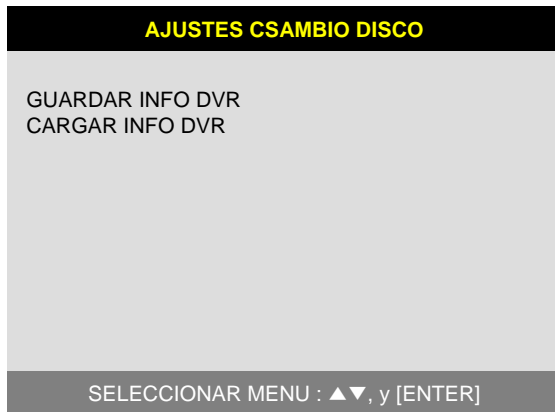 AJUSTES CSAMBIO DISCO
GUARDAR INFO DVR
CARGAR INFO DVR
SELECCIONAR MENU : ▲▼, y [ENTER]